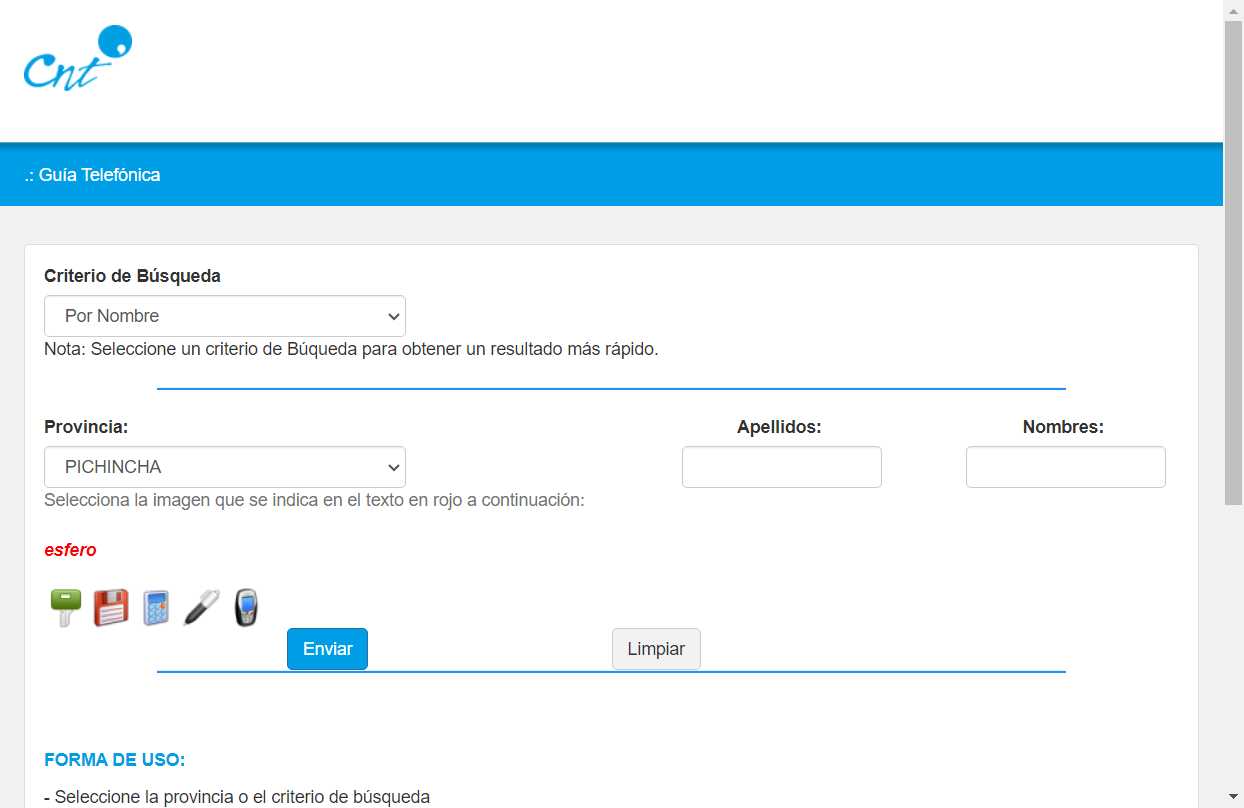 Cnt
.: Guía Telefónica
Criterio de Búsqueda
Por Nombre
Nota: Seleccione un criterio de Búqueda para obtener un resultado más rápido.
Provincia:
Apellidos:
Nombres:
PICHINCHA
Selecciona la imagen que se indica en el texto en rojo a continuación:
esfero
Enviar
Limpiar
FORMA DE USO:
- Seleccione la provincia o el criterio de búsqueda